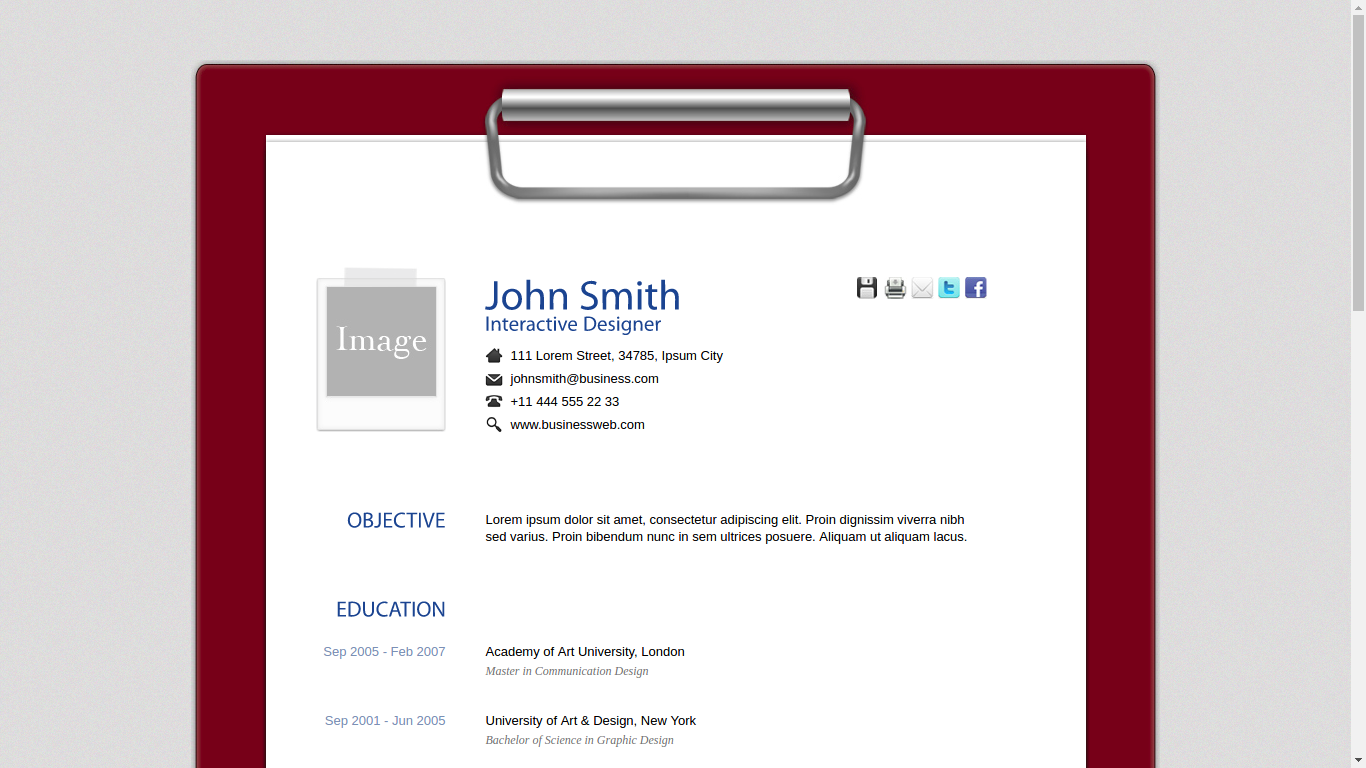 Image
John Smith
Interactive Designer
111 Lorem Street, 34785, Ipsum City
johnsmith@business.com
+11 444 555 22 33
www.businessweb.com
OBJECTIVE
Lorem ipsum dolor sit amet, consectetur adipiscing elit. Proin dignissim viverra nibh
sed varius. Proin bibendum nunc in sem ultrices posuere. Aliquam ut aliquam lacus.
EDUCATION
Sep 2005 - Feb 2007
Academy of Art University, London
Master in Communication Design
Sep 2001 - Jun 2005
University of Art & Design, New York
Bachelor of Science in Graphic Design